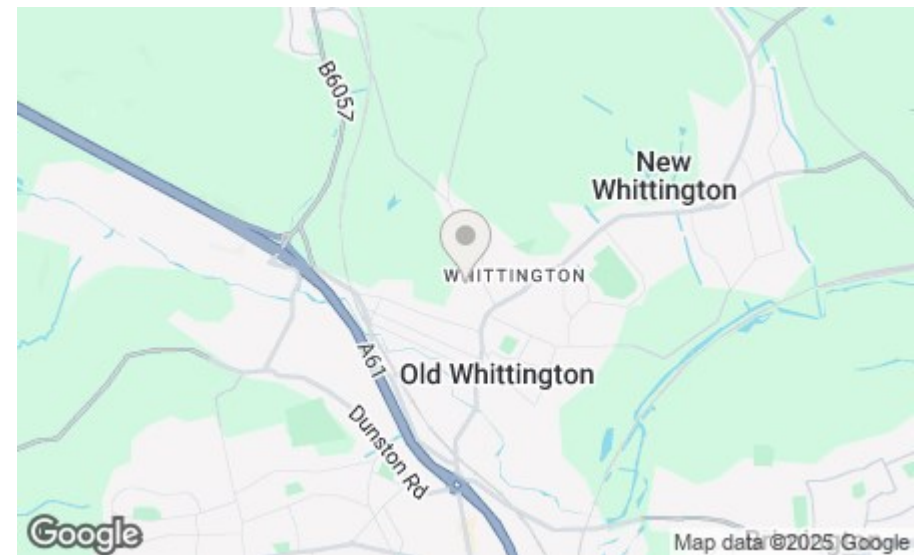 B6057
New
Whittington
WHITTINGTON
A61
Old Whittington
Dunston Rd
Google
Map data ©2025 Google